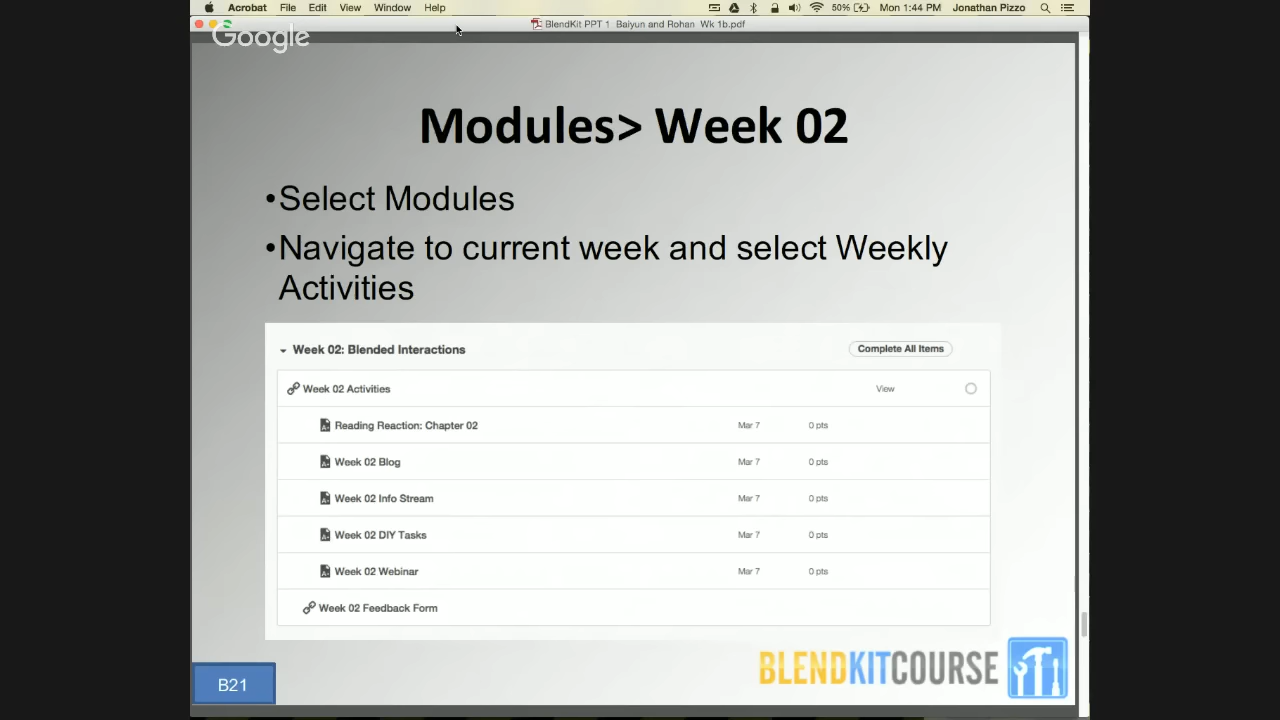 Acrobat File Edit View Window Help 50% Mon 1:44 PM Jonathan Pizzo
BlendKit PPT 1 Baiyun and Rohan Wk 1b.pdf
Google
Modules> Week 02
•Select Modules
•Navigate to current week and select Weekly
Activities
Week 02: Blended Interactions Complete All Items
Week 02 Activities View
Reading Reaction: Chapter 02 Mar 7 0 pts
Week 02 Blog Mar 7 0 pts
Week 02 Info Stream Mar 7 0 pts
Week 02 DIY Tasks Mar 7 0 pts
Week 02 Webinar Mar 7 0 pts
Week 02 Feedback Form
BLENDKITCOURSE
B21